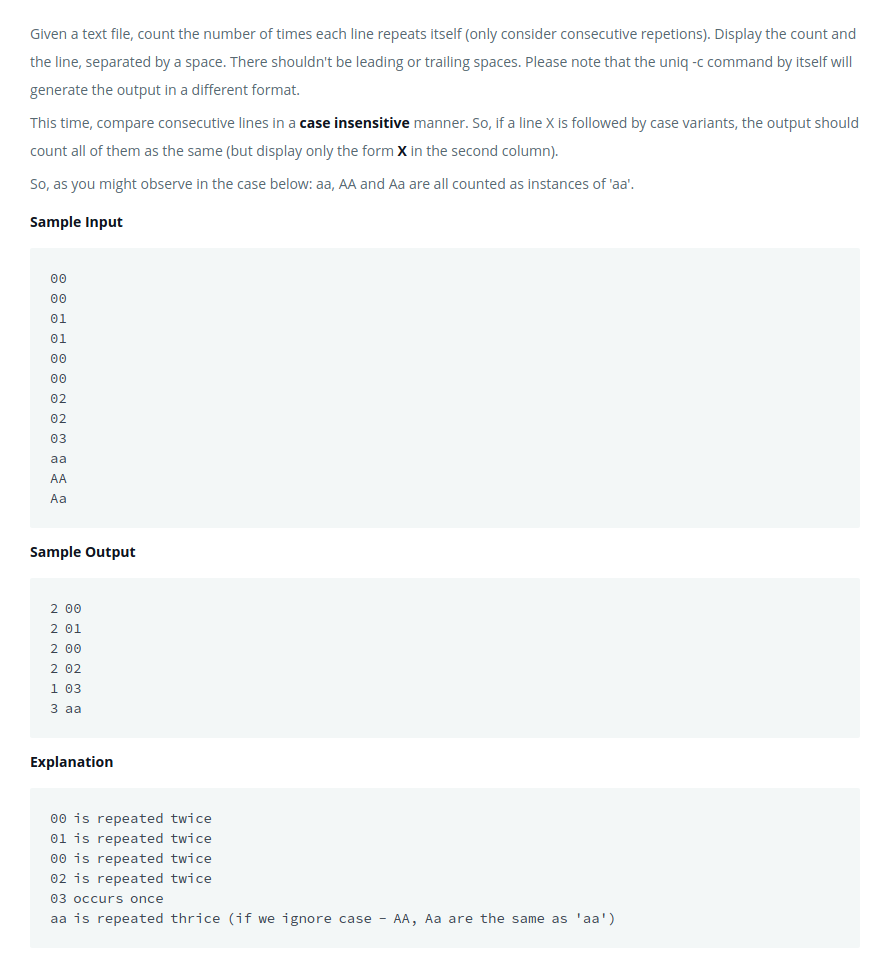 Given a text file, count the number of times each line repeats itself (only consider consecutive repetions). Display the count and
the line, separated by a space. There shouldn't be leading or trailing spaces. Please note that the uniq -c command by itself will
generate the output in a different format.
This time, compare consecutive lines in a case insensitive manner. So, if a line X is followed by case variants, the output should
count all of them as the same (but display only the form X in the second column).
So, as you might observe in the case below: aa, AA and Aa are all counted as instances of 'aa'.
Sample Input
00
00
01
01
00
00
02
02
03
aa
AA
Aa
Sample Output
2 00
2 01
2 00
2 02
1 03
3 aa
Explanation
00 is repeated twice
01 is repeated twice
00 is repeated twice
02 is repeated twice
03 occurs once
aa is repeated thrice (if we ignore case - AA, Aa are the same as 'aa')